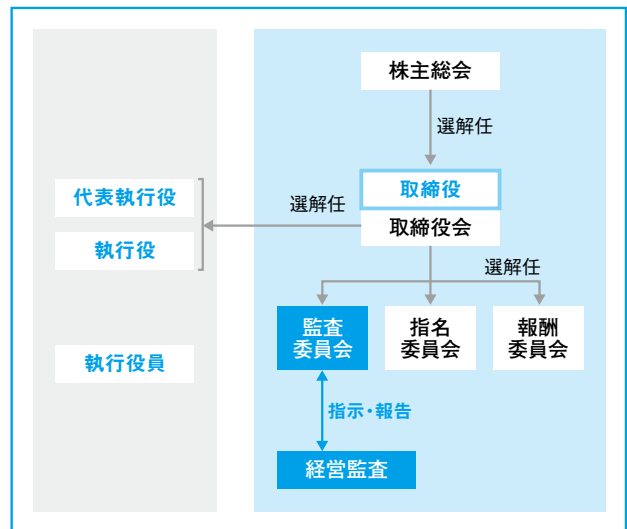 株主総会
選解任
取締役
代表執行役
選解任
取締役会
執行役
選解任
監査
委員会
指名
委員会
報酬
委員会
執行役員
指示・報告
経営監査